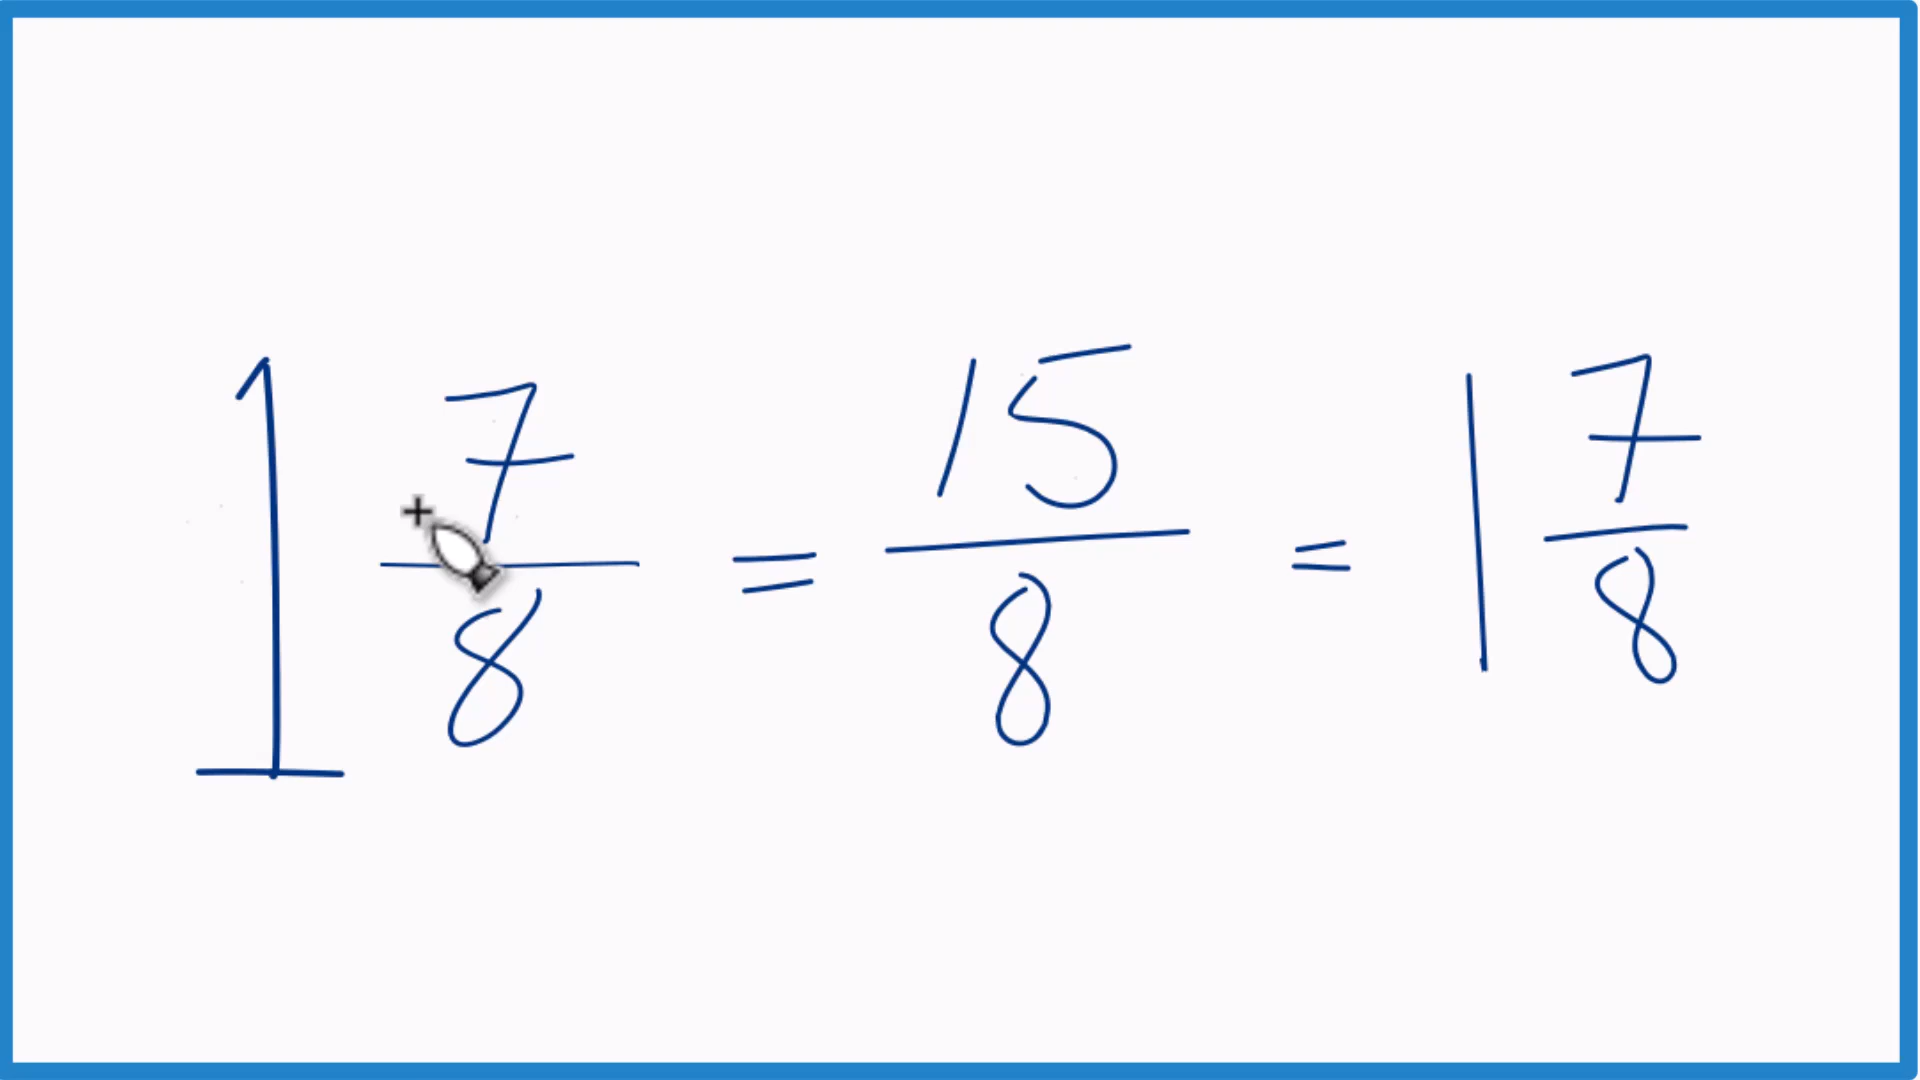 1 7/8 = 15/8 = 1 7/8